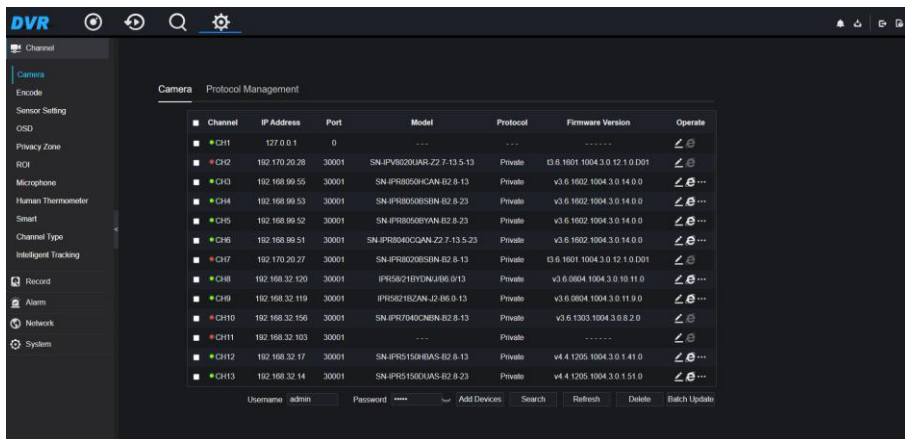 DVR
Channel
Camera
Encode
Sensor Setting
OSD
Privacy Zone
ROI
Microphone
Human Thermometer
Smart
Channel Type
Intelligent Tracking
Record
Alarm
Network
System
Camera Protocol Management
Channel IP Address Port Model Protocol Firmware Version Operate
CH1 127.0.0.1 0 --- --- ------
CH2 192.170.20.28 30001 SN-IPV8020UAR-Z2.7-13.5-13 Private t3.6.1601.1004.3.0.12.1.0.D01
CH3 192.168.99.55 30001 SN-IPR8050HCAN-B2.8-13 Private v3.6.1602.1004.3.0.14.0.0 ...
CH4 192.168.99.53 30001 SN-IPR8050BSBN-B2.8-23 Private v3.6.1602.1004.3.0.14.0.0 ...
CH5 192.168.99.52 30001 SN-IPR8050BYAN-B2.8-23 Private v3.6.1602.1004.3.0.14.0.0 ...
CH6 192.168.99.51 30001 SN-IPR8040CQAN-Z2.7-13.5-23 Private v3.6.1602.1004.3.0.14.0.0 ...
CH7 192.170.20.27 30001 SN-IPR8020BSBN-B2.8-13 Private t3.6.1601.1004.3.0.12.1.0.D01
CH8 192.168.32.120 30001 IPR58/21BYDN/J/B6.0/13 Private v3.6.0804.1004.3.0.10.11.0 ...
CH9 192.168.32.119 30001 IPR5821BZAN-J2-B6.0-13 Private v3.6.0804.1004.3.0.11.9.0 ...
CH10 192.168.32.156 30001 SN-IPR7040CNBN-B2.8-13 Private v3.6.1303.1004.3.0.8.2.0
CH11 192.168.32.103 30001 --- Private ------
CH12 192.168.32.17 30001 SN-IPR5150HBAS-B2.8-13 Private v4.4.1205.1004.3.0.1.41.0 ...
CH13 192.168.32.14 30001 SN-IPR5150DUAS-B2.8-23 Private v4.4.1205.1004.3.0.1.51.0 ...
Username admin Password ••••• Add Devices Search Refresh Delete Batch Update